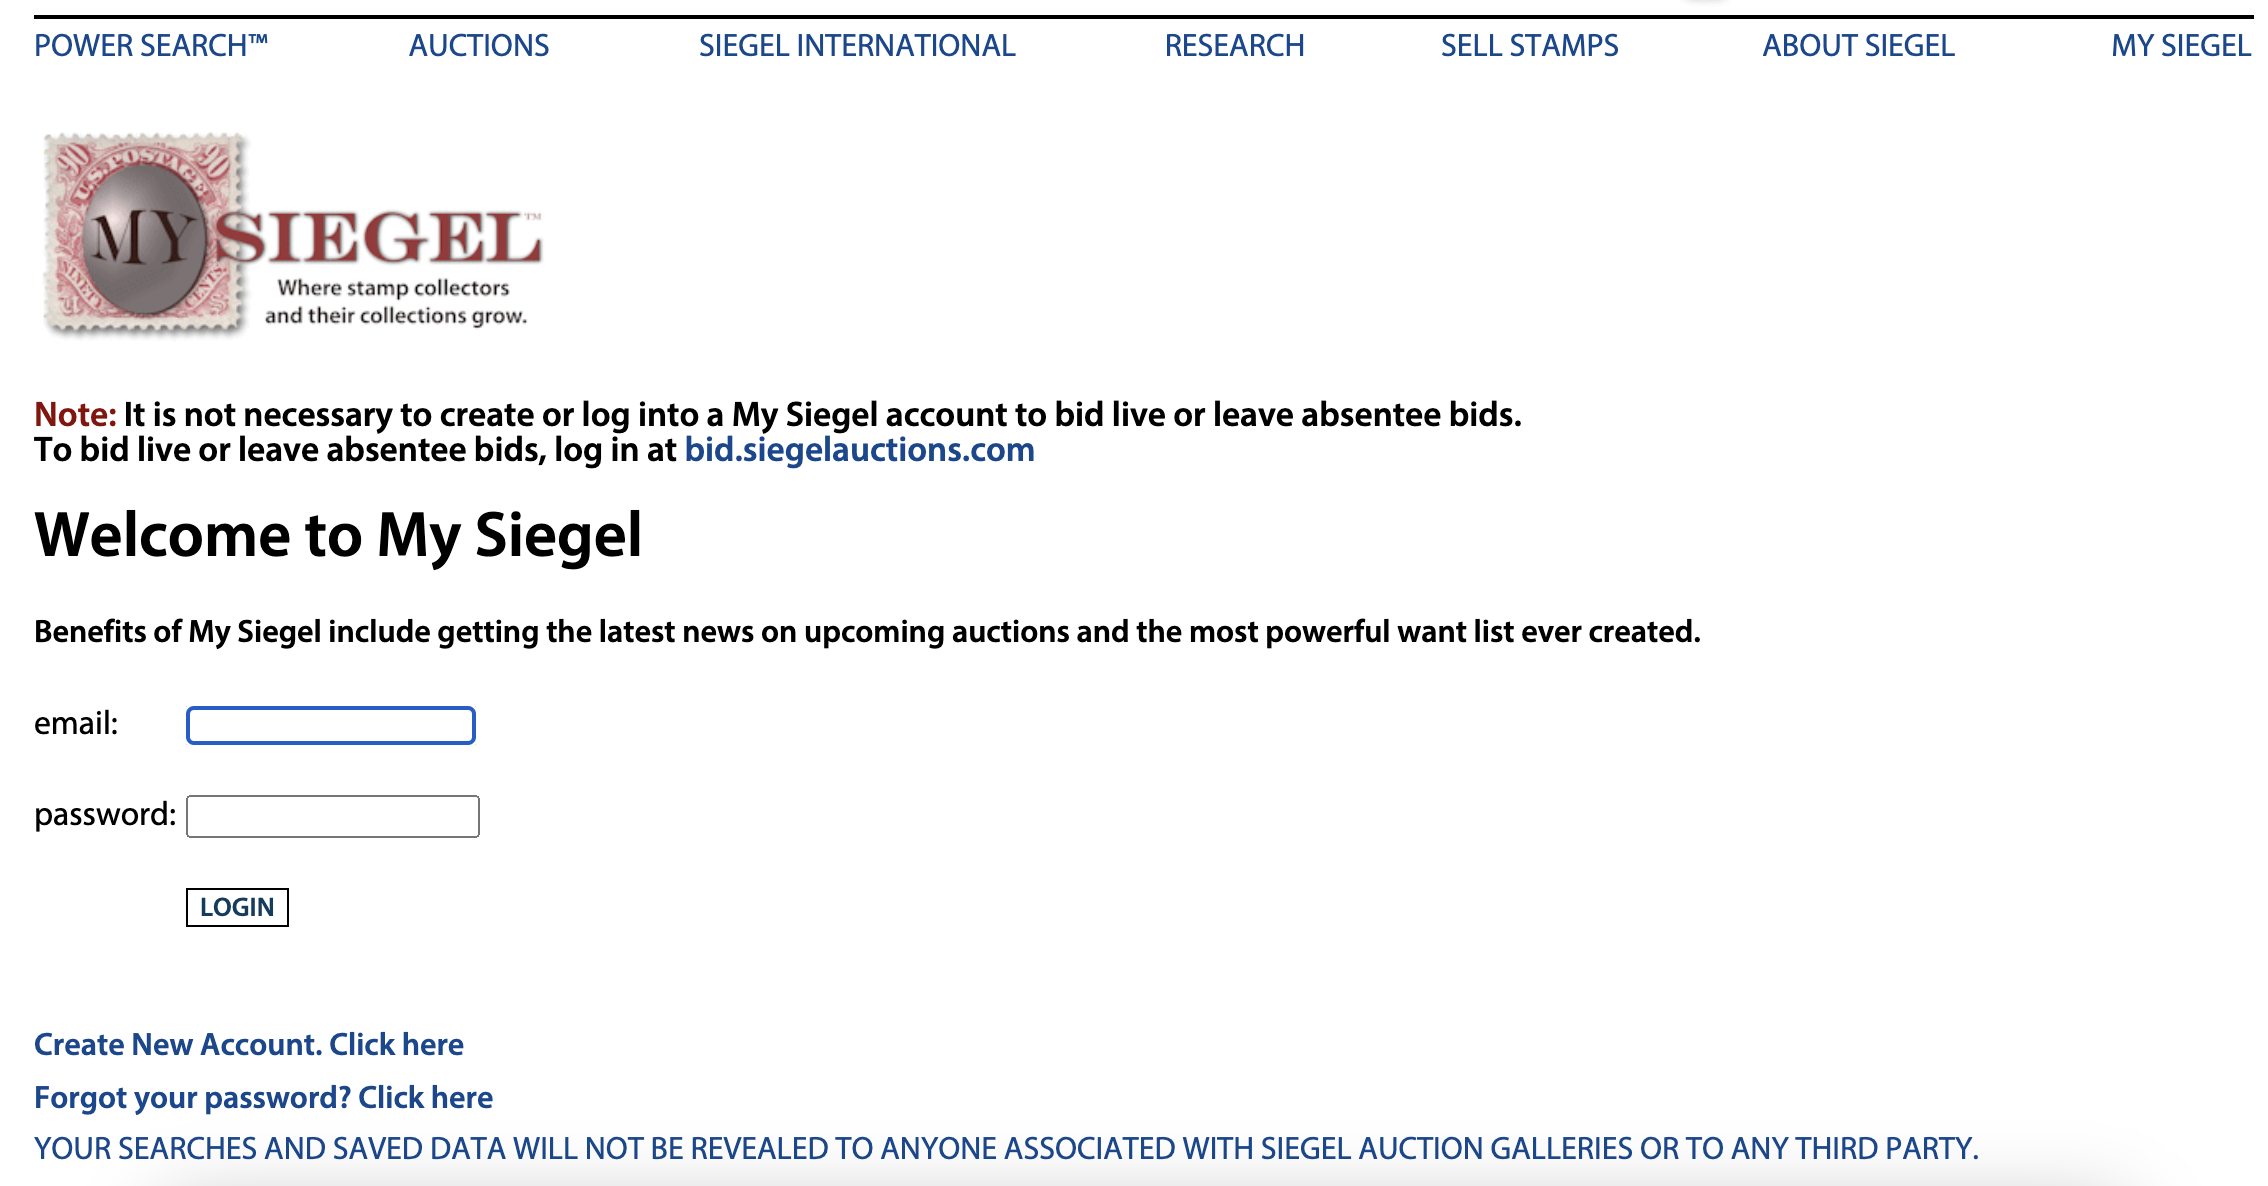 POWER SEARCH™ AUCTIONS SIEGEL INTERNATIONAL RESEARCH SELL STAMPS ABOUT SIEGEL MY SIEGEL
90 U.S. POSTAGE 90
MY SIEGEL™
NINETY CENTS
Where stamp collectors
and their collections grow.
Note: It is not necessary to create or log into a My Siegel account to bid live or leave absentee bids.
To bid live or leave absentee bids, log in at bid.siegelauctions.com
Welcome to My Siegel
Benefits of My Siegel include getting the latest news on upcoming auctions and the most powerful want list ever created.
email:
password:
LOGIN
Create New Account. Click here
Forgot your password? Click here
YOUR SEARCHES AND SAVED DATA WILL NOT BE REVEALED TO ANYONE ASSOCIATED WITH SIEGEL AUCTION GALLERIES OR TO ANY THIRD PARTY.